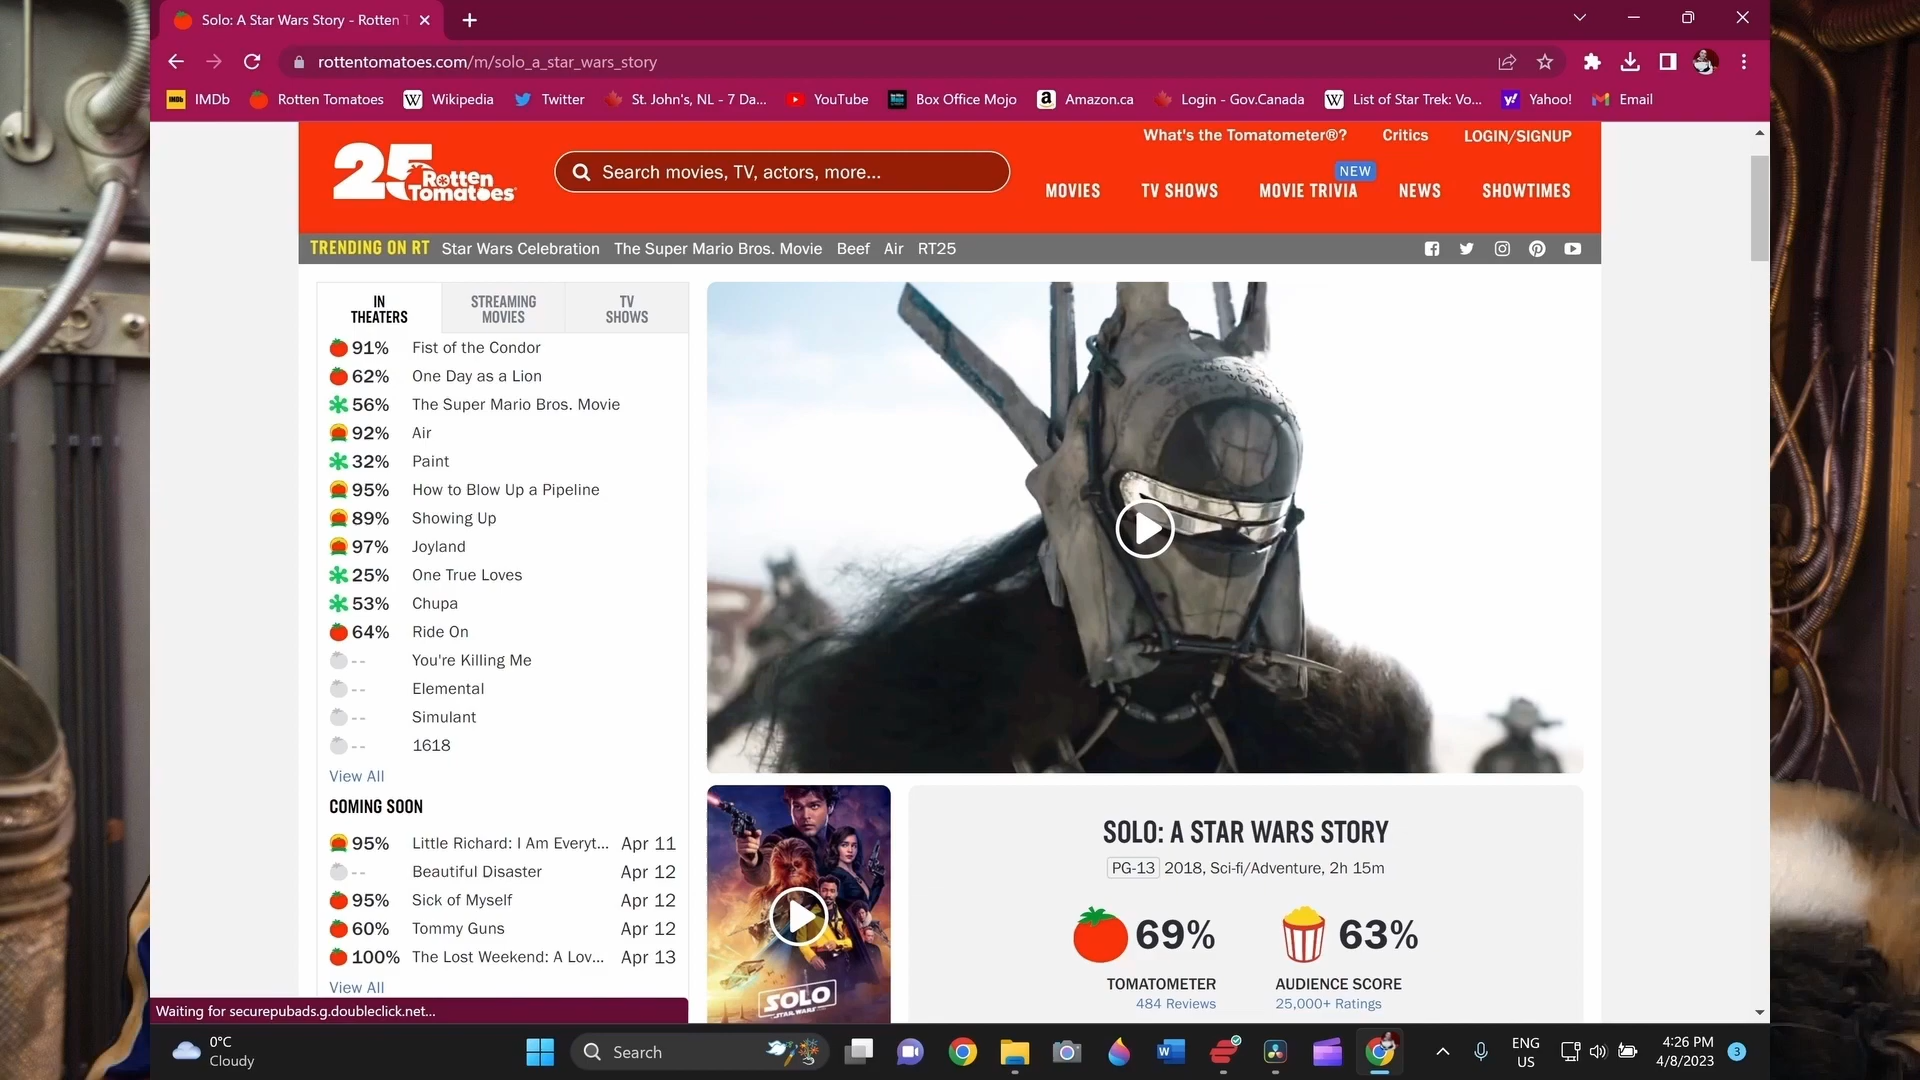 Solo: A Star Wars Story - Rotten T
rottentomatoes.com/m/solo_a_star_wars_story
IMDb
IMDb
Rotten Tomatoes
W
Wikipedia
Twitter
St. John's, NL - 7 Da...
YouTube
Box Office Mojo
a
Amazon.ca
Login - Gov.Canada
W
List of Star Trek: Vo...
Yahoo!
Email
What's the Tomatometer®?
Critics
LOGIN/SIGNUP
25 Rotten
Tomatoes
Search movies, TV, actors, more...
NEW
MOVIES
TV SHOWS
MOVIE TRIVIA
NEWS
SHOWTIMES
TRENDING ON RT
Star Wars Celebration
The Super Mario Bros. Movie
Beef
Air
RT25
IN
THEATERS
STREAMING
MOVIES
TV
SHOWS
91% Fist of the Condor
62% One Day as a Lion
56% The Super Mario Bros. Movie
92% Air
32% Paint
95% How to Blow Up a Pipeline
89% Showing Up
97% Joyland
25% One True Loves
53% Chupa
64% Ride On
-- You're Killing Me
-- Elemental
-- Simulant
-- 1618
View All
COMING SOON
95% Little Richard: I Am Everyt... Apr 11
-- Beautiful Disaster Apr 12
95% Sick of Myself Apr 12
60% Tommy Guns Apr 12
100% The Lost Weekend: A Lov... Apr 13
View All
SOLO
A STAR WARS STORY
SOLO: A STAR WARS STORY
PG-13 2018, Sci-fi/Adventure, 2h 15m
69%
TOMATOMETER
484 Reviews
63%
AUDIENCE SCORE
25,000+ Ratings
Waiting for securepubads.g.doubleclick.net...
0°C
Cloudy
Search
W
ENG
US
4:26 PM
4/8/2023
3